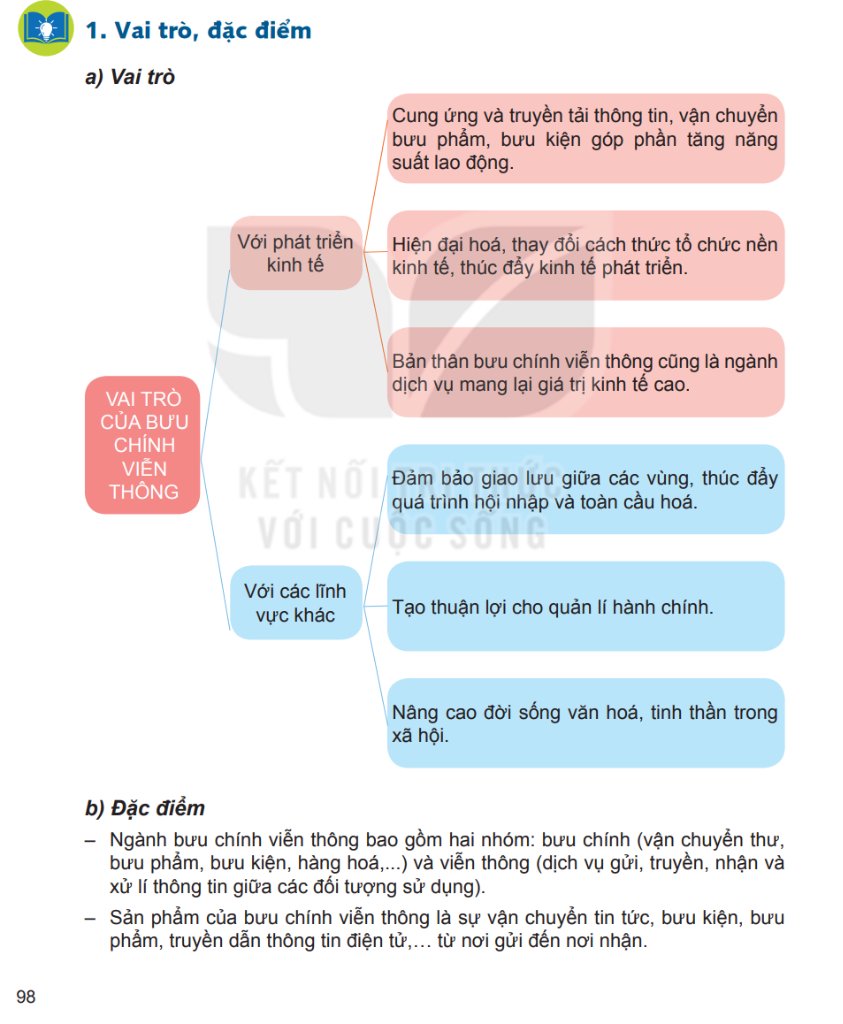 1. Vai trò, đặc điểm
a) Vai trò
VAI TRÒ
CỦA BƯU
CHÍNH
VIỄN
THÔNG
Với phát triển
kinh tế
Cung ứng và truyền tải thông tin, vận chuyển
bưu phẩm, bưu kiện góp phần tăng năng
suất lao động.
Hiện đại hoá, thay đổi cách thức tổ chức nền
kinh tế, thúc đẩy kinh tế phát triển.
Bản thân bưu chính viễn thông cũng là ngành
dịch vụ mang lại giá trị kinh tế cao.
Với các lĩnh
vực khác
Đảm bảo giao lưu giữa các vùng, thúc đẩy
quá trình hội nhập và toàn cầu hoá.
Tạo thuận lợi cho quản lí hành chính.
Nâng cao đời sống văn hoá, tinh thần trong
xã hội.
KẾT NỐI TRI THỨC
VỚI CUỘC SỐNG
b) Đặc điểm
– Ngành bưu chính viễn thông bao gồm hai nhóm: bưu chính (vận chuyển thư,
bưu phẩm, bưu kiện, hàng hoá,...) và viễn thông (dịch vụ gửi, truyền, nhận và
xử lí thông tin giữa các đối tượng sử dụng).
– Sản phẩm của bưu chính viễn thông là sự vận chuyển tin tức, bưu kiện, bưu
phẩm, truyền dẫn thông tin điện tử,… từ nơi gửi đến nơi nhận.
98